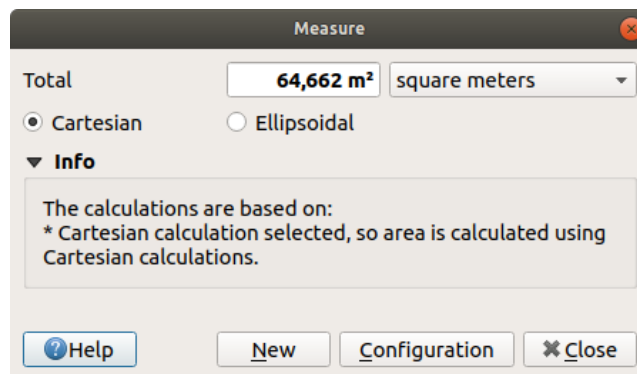 Measure
Total 64,662 m² square meters
Cartesian Ellipsoidal
Info
The calculations are based on:
* Cartesian calculation selected, so area is calculated using
Cartesian calculations.
Help New Configuration Close